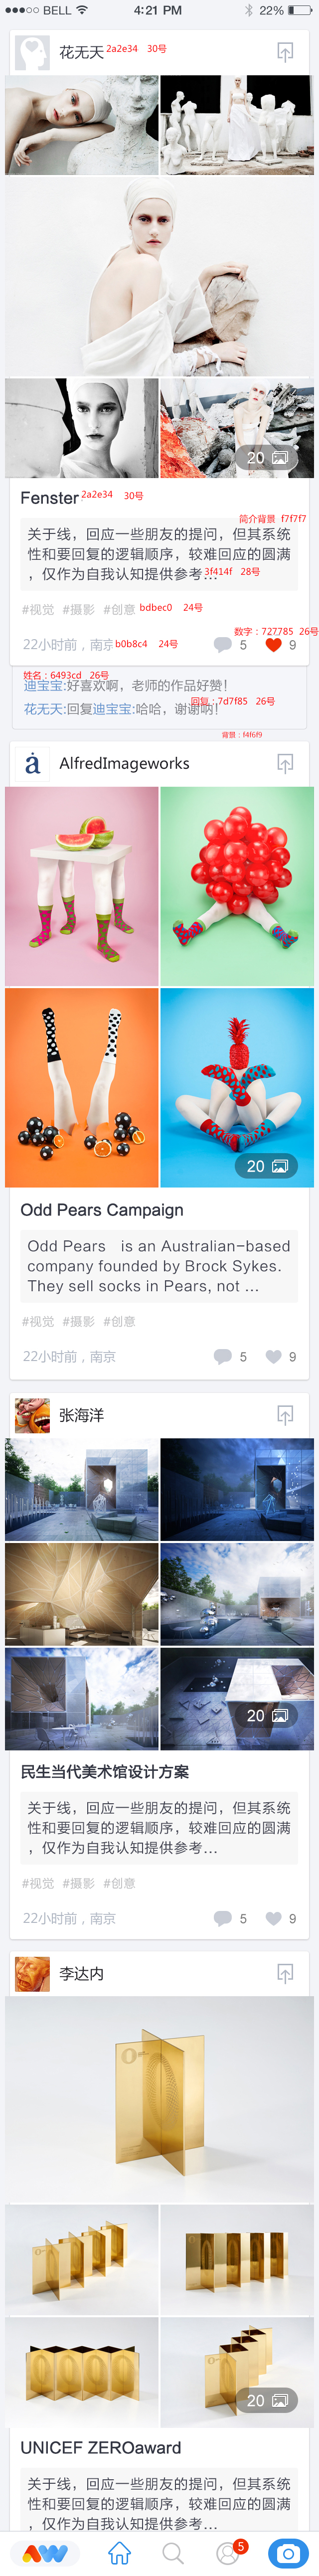 BELL 4:21 PM 22%
花无夭 2a2e34 30号
20
Fenster 2a2e34 30号
简介背景 f7f7f7
关于线，回应一些朋友的提问，但其系统
性和要回复的逻辑顺序，较难回应的圆满
，仅作为自我认知提供参考... 3f414f 28号
#视觉 #摄影 #创意 bdbec0 24号
数字：727785 26号
22小时前，南京 b0b8c4 24号 5 9
姓名：6493cd 26号
迪宝宝:好喜欢啊，老师的作品好赞！
回复：7d7f85 26号
花无夭:回复迪宝宝:哈哈，谢谢哟！
背景：f4f6f9
ȧ AlfredImageworks
20
Odd Pears Campaign
Odd Pears is an Australian-based
company founded by Brock Sykes.
They sell socks in Pears, not ...
#视觉 #摄影 #创意
22小时前，南京 5 9
张海洋
20
民生当代美术馆设计方案
关于线，回应一些朋友的提问，但其系统
性和要回复的逻辑顺序，较难回应的圆满
，仅作为自我认知提供参考...
#视觉 #摄影 #创意
22小时前，南京 5 9
李达内
20
UNICEF ZEROaward
关于线，回应一些朋友的提问，但其系统
性和要回复的逻辑顺序，较难回应的圆满
5